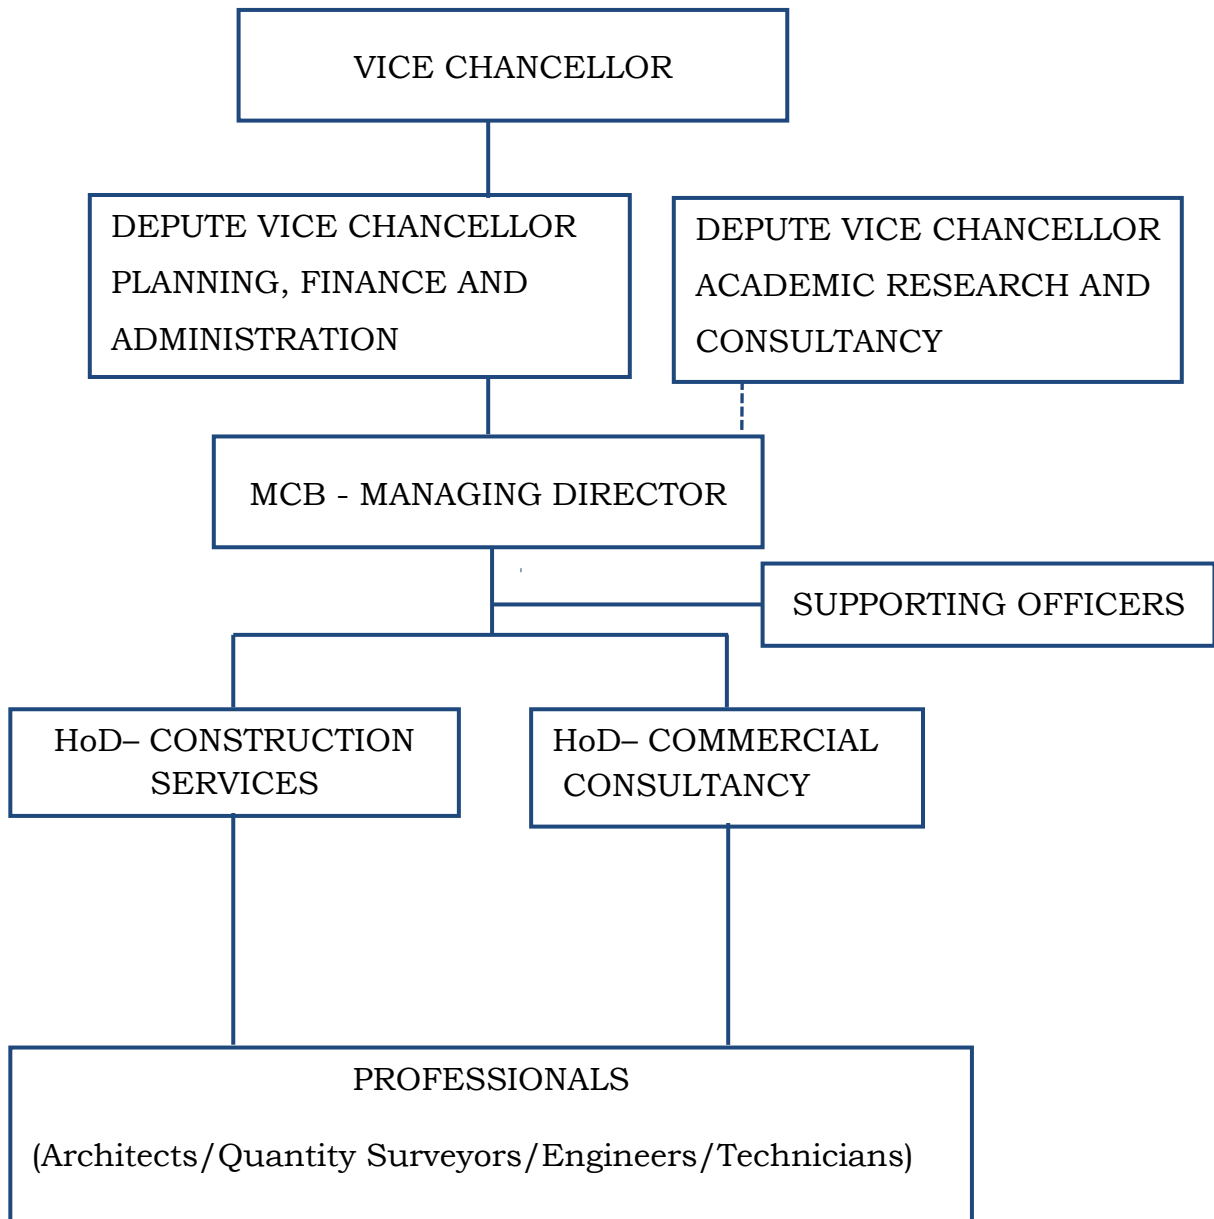 VICE CHANCELLOR
DEPUTE VICE CHANCELLOR
PLANNING, FINANCE AND
ADMINISTRATION
DEPUTE VICE CHANCELLOR
ACADEMIC RESEARCH AND
CONSULTANCY
MCB - MANAGING DIRECTOR
SUPPORTING OFFICERS
HoD– CONSTRUCTION
SERVICES
HoD– COMMERCIAL
CONSULTANCY
PROFESSIONALS
(Architects/Quantity Surveyors/Engineers/Technicians)